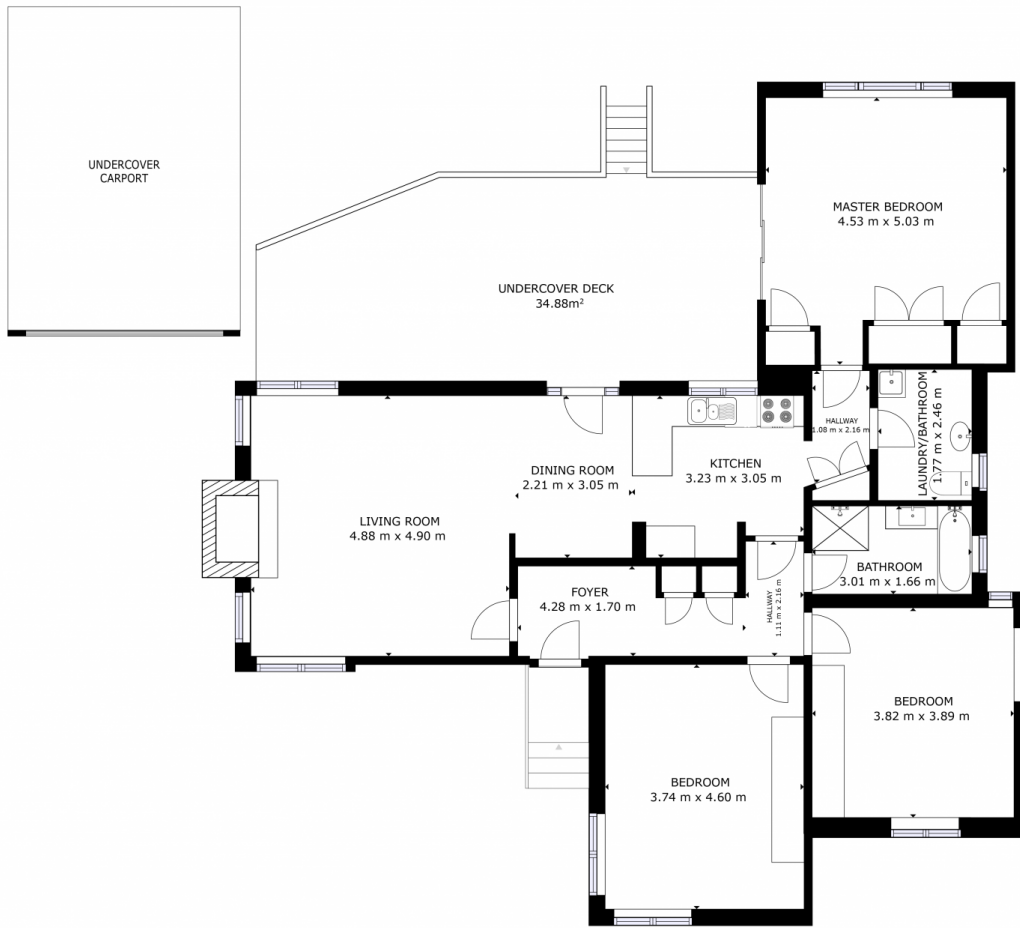 UNDERCOVER
CARPORT
MASTER BEDROOM
4.53 m x 5.03 m
UNDERCOVER DECK
34.88m²
HALLWAY
1.08 m x 2.16 m
LAUNDRY/BATHROOM
1.77 m x 2.46 m
DINING ROOM
2.21 m x 3.05 m
KITCHEN
3.23 m x 3.05 m
LIVING ROOM
4.88 m x 4.90 m
BATHROOM
3.01 m x 1.66 m
FOYER
4.28 m x 1.70 m
HALLWAY
1.11 m x 2.16 m
BEDROOM
3.82 m x 3.89 m
BEDROOM
3.74 m x 4.60 m